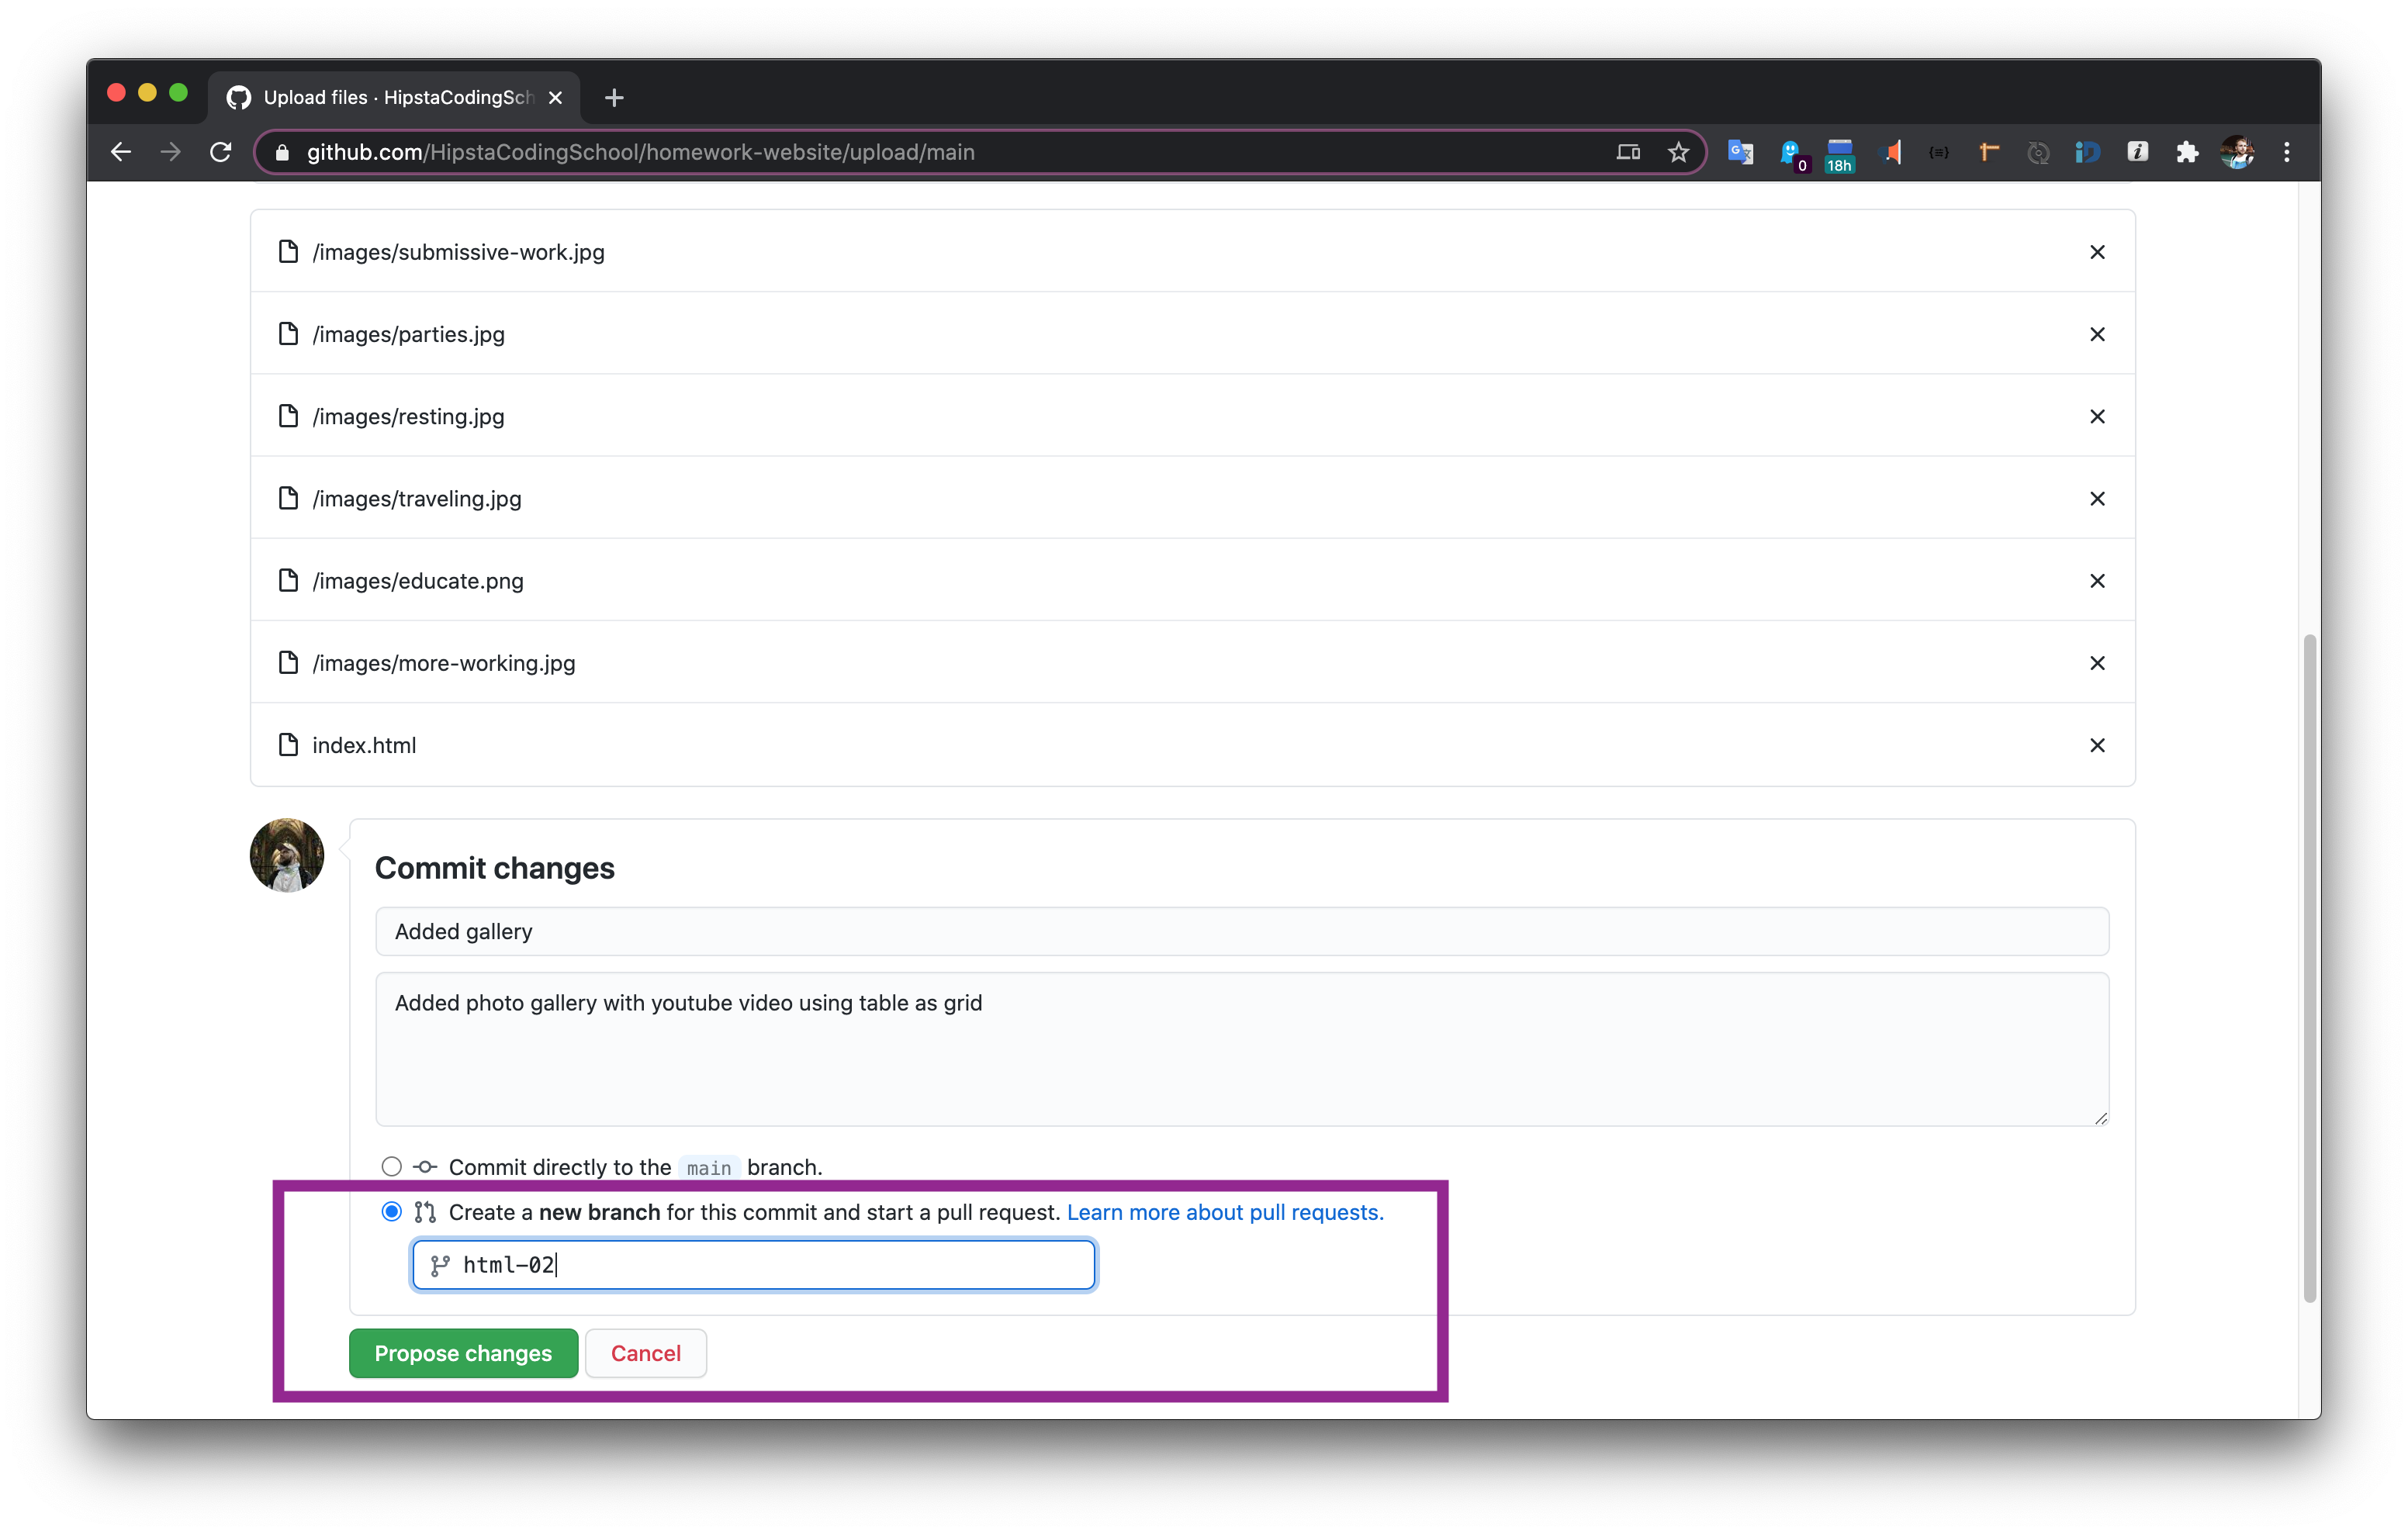 Upload files · HipstaCodingSch
github.com/HipstaCodingSchool/homework-website/upload/main
0
18h
/images/submissive-work.jpg
/images/parties.jpg
/images/resting.jpg
/images/traveling.jpg
/images/educate.png
/images/more-working.jpg
index.html
Commit changes
Added gallery
Added photo gallery with youtube video using table as grid
Commit directly to the main branch.
Create a new branch for this commit and start a pull request. Learn more about pull requests.
html-02
Propose changes
Cancel